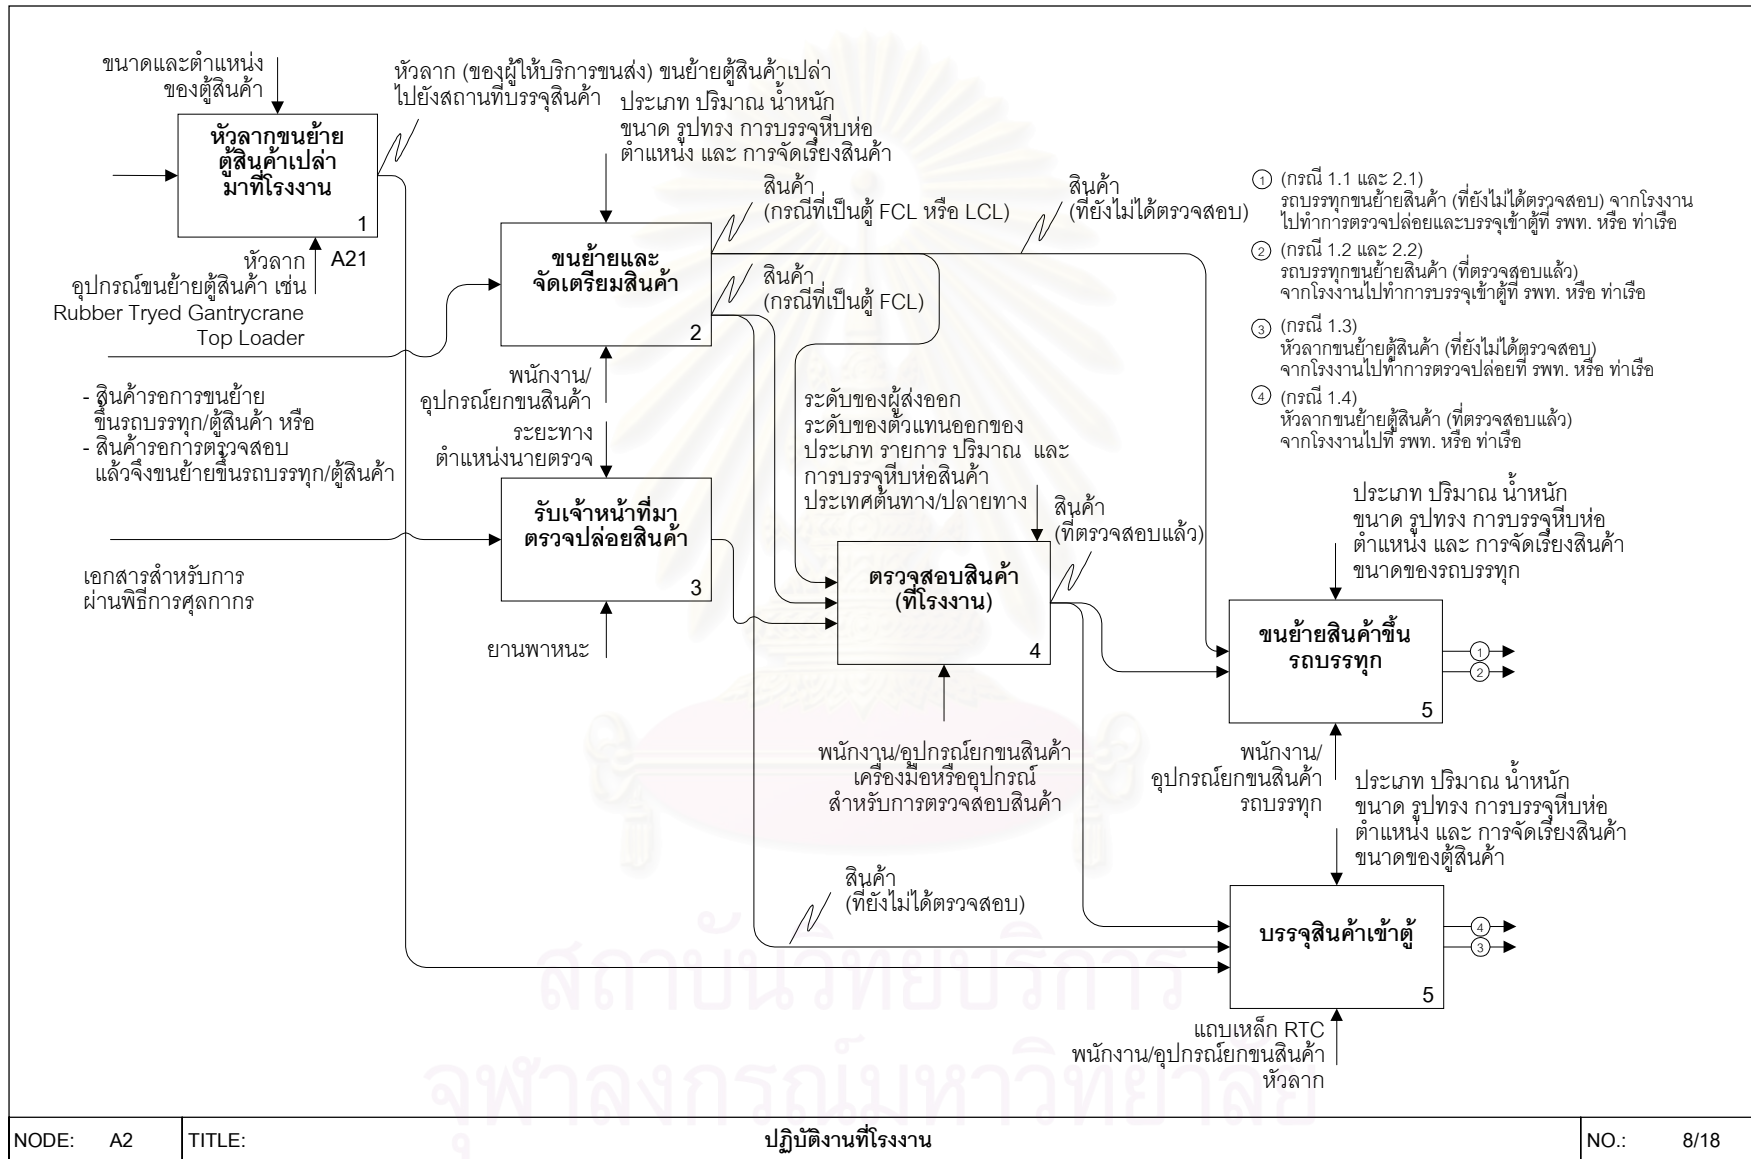 ขนาดและตำแหน่ง
ของตู้สินค้า
หัวลาก (ของผู้ให้บริการขนส่ง) ขนย้ายตู้สินค้าเปล่า
ไปยังสถานที่บรรจุสินค้า
หัวลากขนย้าย
ตู้สินค้าเปล่า
มาที่โรงงาน
1
A21
หัวลาก
อุปกรณ์ขนย้ายตู้สินค้า เช่น
Rubber Tryed Gantrycrane
Top Loader
ประเภท ปริมาณ น้ำหนัก
ขนาด รูปทรง การบรรจุหีบห่อ
ตำแหน่ง และ การจัดเรียงสินค้า
ขนย้ายและ
จัดเตรียมสินค้า
2
สินค้า
(กรณีที่เป็นตู้ FCL หรือ LCL)
สินค้า
(กรณีที่เป็นตู้ FCL)
สินค้า
(ที่ยังไม่ได้ตรวจสอบ)
1 (กรณี 1.1 และ 2.1)
รถบรรทุกขนย้ายสินค้า (ที่ยังไม่ได้ตรวจสอบ) จากโรงงาน
ไปทำการตรวจปล่อยและบรรจุเข้าตู้ที่ รพท. หรือ ท่าเรือ
2 (กรณี 1.2 และ 2.2)
รถบรรทุกขนย้ายสินค้า (ที่ตรวจสอบแล้ว)
จากโรงงานไปทำการบรรจุเข้าตู้ที่ รพท. หรือ ท่าเรือ
3 (กรณี 1.3)
หัวลากขนย้ายตู้สินค้า (ที่ยังไม่ได้ตรวจสอบ)
จากโรงงานไปทำการตรวจปล่อยที่ รพท. หรือ ท่าเรือ
4 (กรณี 1.4)
หัวลากขนย้ายตู้สินค้า (ที่ตรวจสอบแล้ว)
จากโรงงานไปที่ รพท. หรือ ท่าเรือ
- สินค้ารอการขนย้าย
ขึ้นรถบรรทุก/ตู้สินค้า หรือ
- สินค้ารอการตรวจสอบ
แล้วจึงขนย้ายขึ้นรถบรรทุก/ตู้สินค้า
พนักงาน/
อุปกรณ์ยกขนสินค้า
ระยะทาง
ตำแหน่งนายตรวจ
รับเจ้าหน้าที่มา
ตรวจปล่อยสินค้า
3
เอกสารสำหรับการ
ผ่านพิธีการศุลกากร
ยานพาหนะ
ระดับของผู้ส่งออก
ระดับของตัวแทนออกของ
ประเภท รายการ ปริมาณ และ
การบรรจุหีบห่อสินค้า
ประเทศต้นทาง/ปลายทาง
สินค้า
(ที่ตรวจสอบแล้ว)
ตรวจสอบสินค้า
(ที่โรงงาน)
4
พนักงาน/อุปกรณ์ยกขนสินค้า
เครื่องมือหรืออุปกรณ์
สำหรับการตรวจสอบสินค้า
ประเภท ปริมาณ น้ำหนัก
ขนาด รูปทรง การบรรจุหีบห่อ
ตำแหน่ง และ การจัดเรียงสินค้า
ขนาดของรถบรรทุก
ขนย้ายสินค้าขึ้น
รถบรรทุก
5
1
2
พนักงาน/
อุปกรณ์ยกขนสินค้า
รถบรรทุก
ประเภท ปริมาณ น้ำหนัก
ขนาด รูปทรง การบรรจุหีบห่อ
ตำแหน่ง และ การจัดเรียงสินค้า
ขนาดของตู้สินค้า
สินค้า
(ที่ยังไม่ได้ตรวจสอบ)
บรรจุสินค้าเข้าตู้
5
4
3
แถบเหล็ก RTC
พนักงาน/อุปกรณ์ยกขนสินค้า
หัวลาก
สถาบันวิทยบริการ
จุฬาลงกรณ์มหาวิทยาลัย
NODE: A2 TITLE: ปฏิบัติงานที่โรงงาน NO.: 8/18